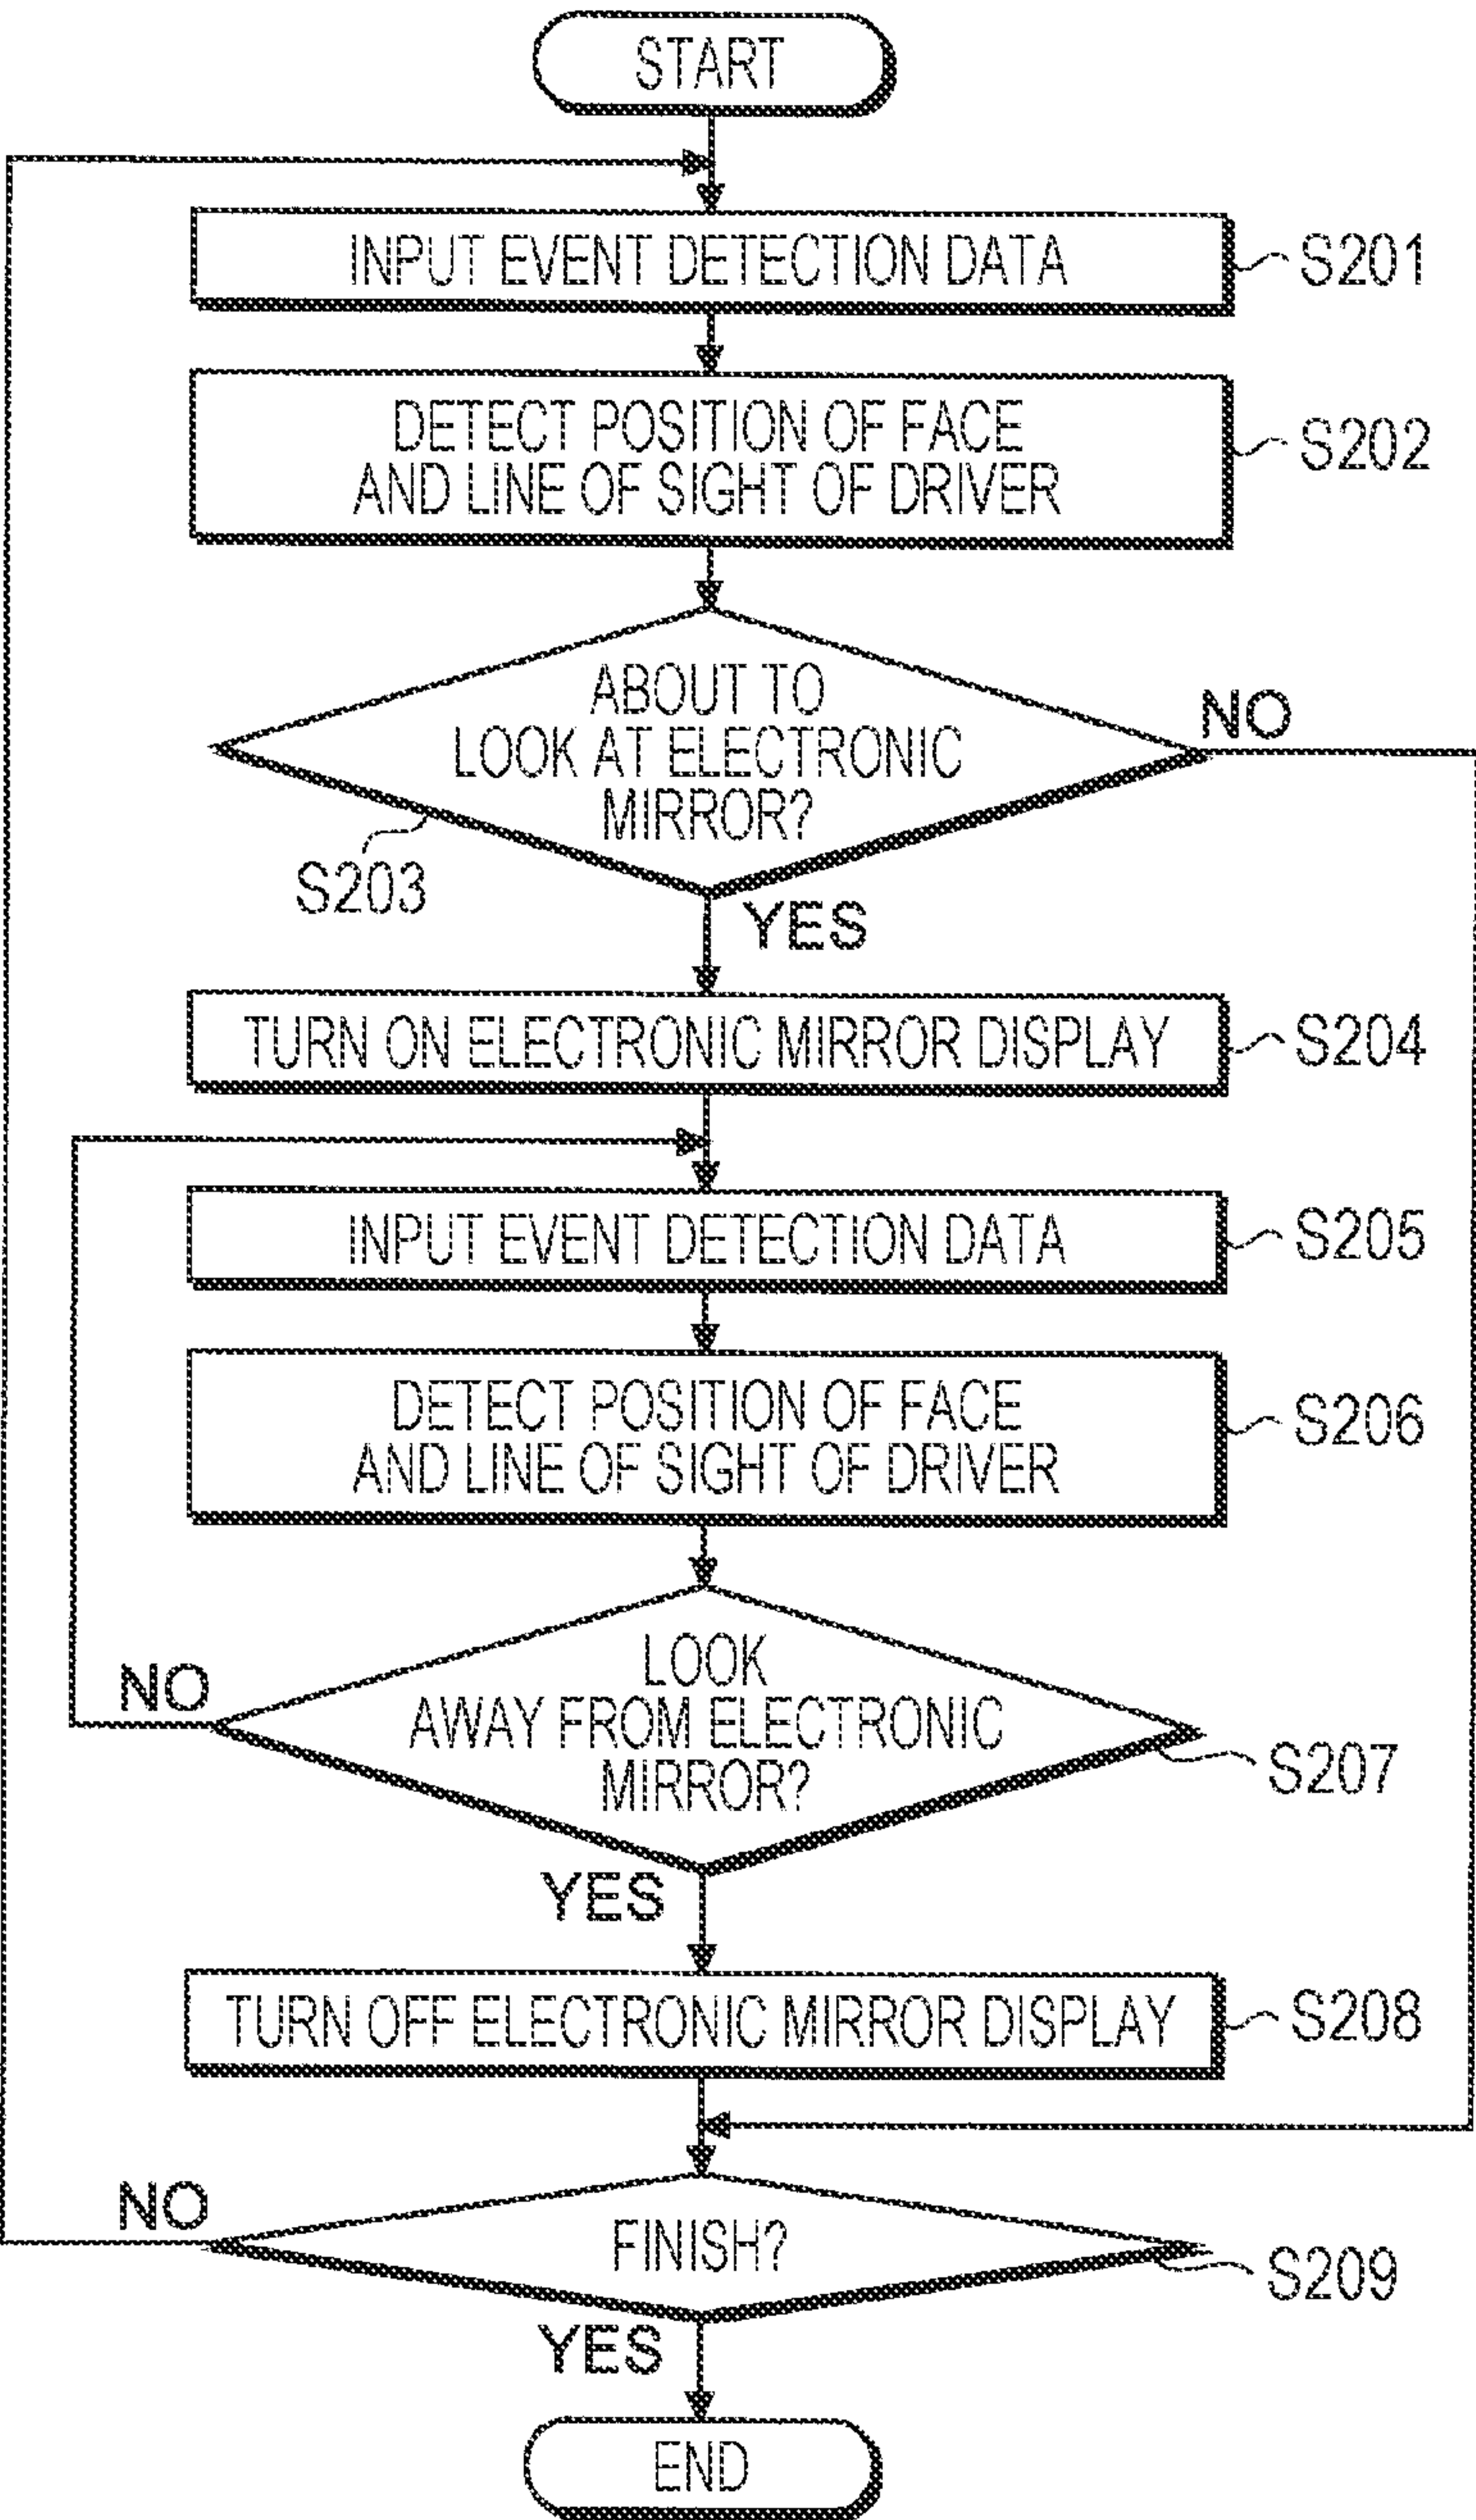 START
INPUT EVENT DETECTION DATA
S201
DETECT POSITION OF FACE
AND LINE OF SIGHT OF DRIVER
S202
ABOUT TO
LOOK AT ELECTRONIC
MIRROR?
NO
S203
YES
TURN ON ELECTRONIC MIRROR DISPLAY
S204
INPUT EVENT DETECTION DATA
S205
DETECT POSITION OF FACE
AND LINE OF SIGHT OF DRIVER
S206
LOOK
AWAY FROM ELECTRONIC
MIRROR?
NO
S207
YES
TURN OFF ELECTRONIC MIRROR DISPLAY
S208
NO
FINISH?
S209
YES
END